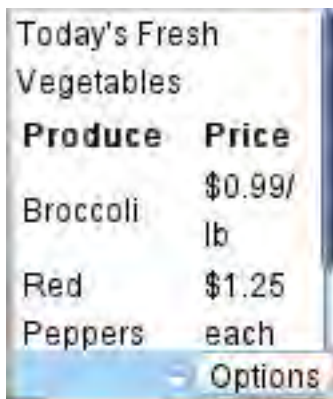 Today's Fresh
Vegetables
Produce Price
Broccoli $0.99/
lb
Red $1.25
Peppers each
Options